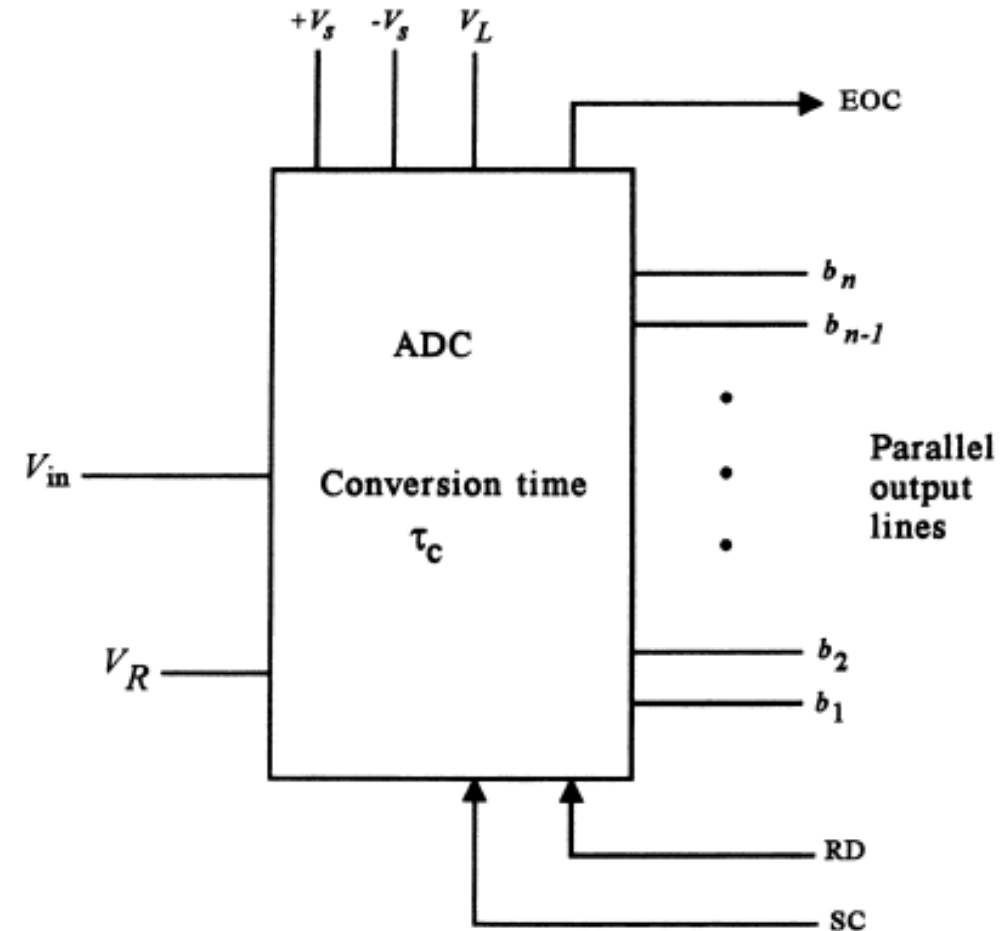 +Vs -Vs VL
EOC
bn
bn-1
ADC
Vin
Conversion time
τc
Parallel
output
lines
VR
b2
b1
RD
SC